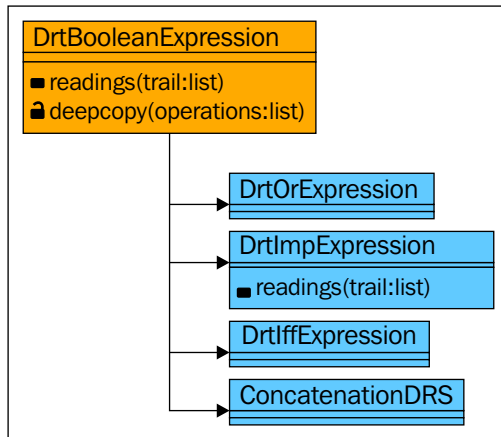 DrtBooleanExpression
readings(trail:list)
deepcopy(operations:list)
DrtOrExpression
DrtImpExpression
readings(trail:list)
DrtIffExpression
ConcatenationDRS